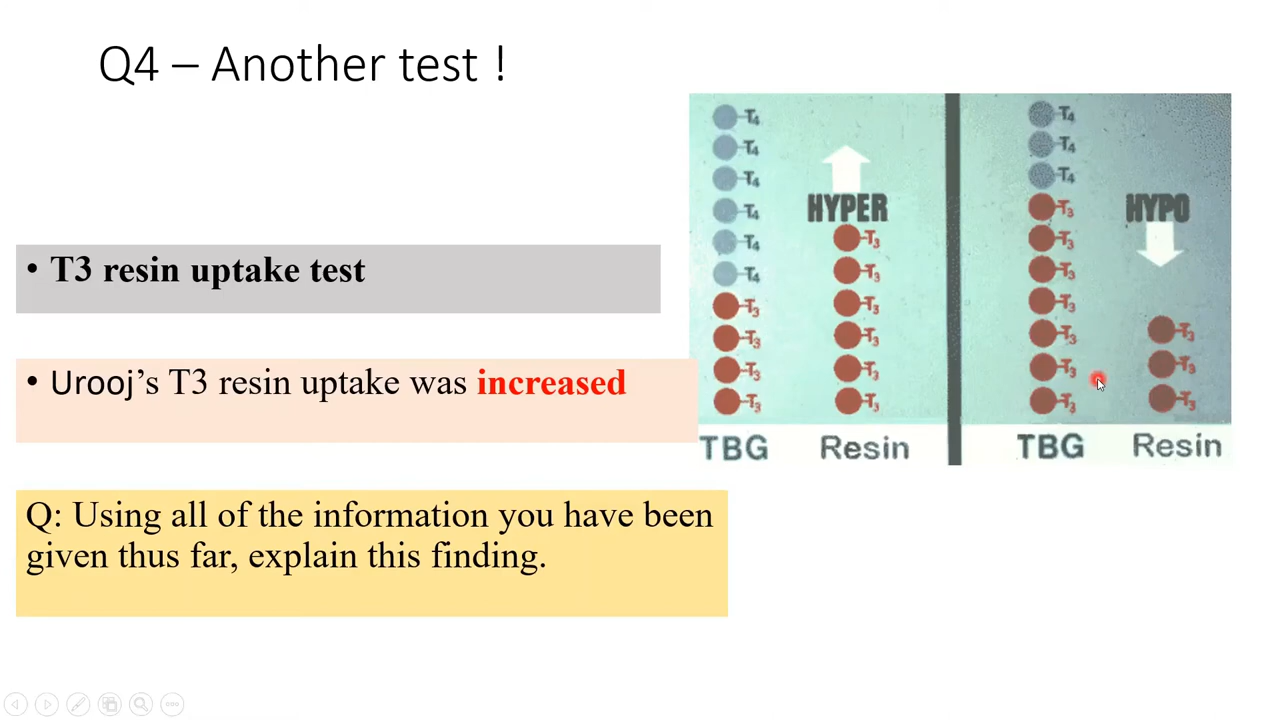 Q4 – Another test !
• T3 resin uptake test
• Urooj’s T3 resin uptake was increased
Q: Using all of the information you have been
given thus far, explain this finding.
T₄
T₄
T₄
T₄
T₄
T₄
T₃
T₃
T₃
T₃
TBG
HYPER
T₃
T₃
T₃
T₃
T₃
T₃
Resin
T₄
T₄
T₄
T₃
T₃
T₃
T₃
T₃
T₃
T₃
TBG
HYPO
T₃
T₃
T₃
Resin